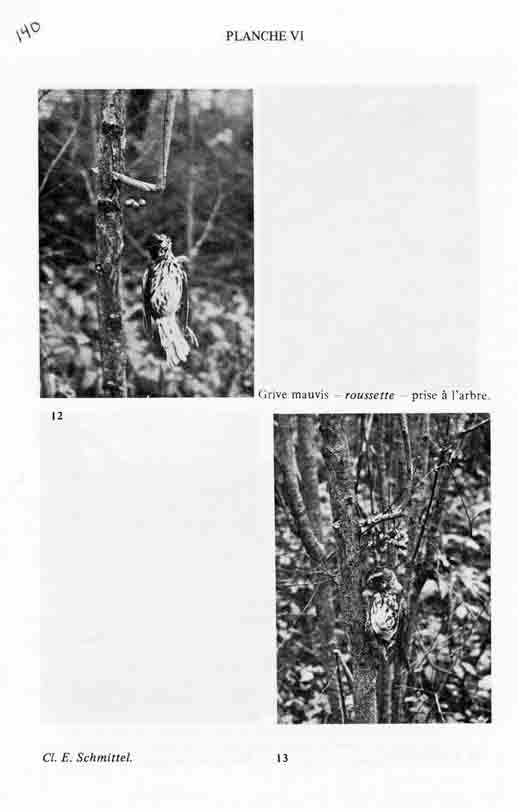 140
PLANCHE VI
Grive mauvis – roussette – prise à l'arbre.
12
Cl. E. Schmittel.
13